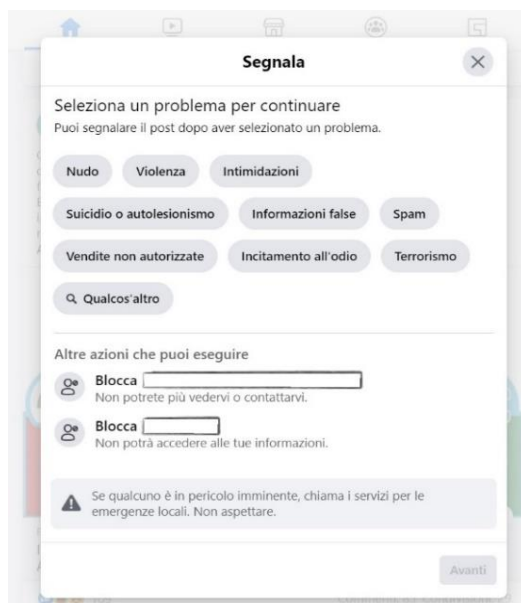 Segnala
Seleziona un problema per continuare
Puoi segnalare il post dopo aver selezionato un problema.
Nudo Violenza Intimidazioni
Suicidio o autolesionismo Informazioni false Spam
Vendite non autorizzate Incitamento all'odio Terrorismo
Qualcos'altro
Altre azioni che puoi eseguire
Blocca
Non potrete più vedervi o contattarvi.
Blocca
Non potrà accedere alle tue informazioni.
Se qualcuno è in pericolo imminente, chiama i servizi per le
emergenze locali. Non aspettare.
Avanti